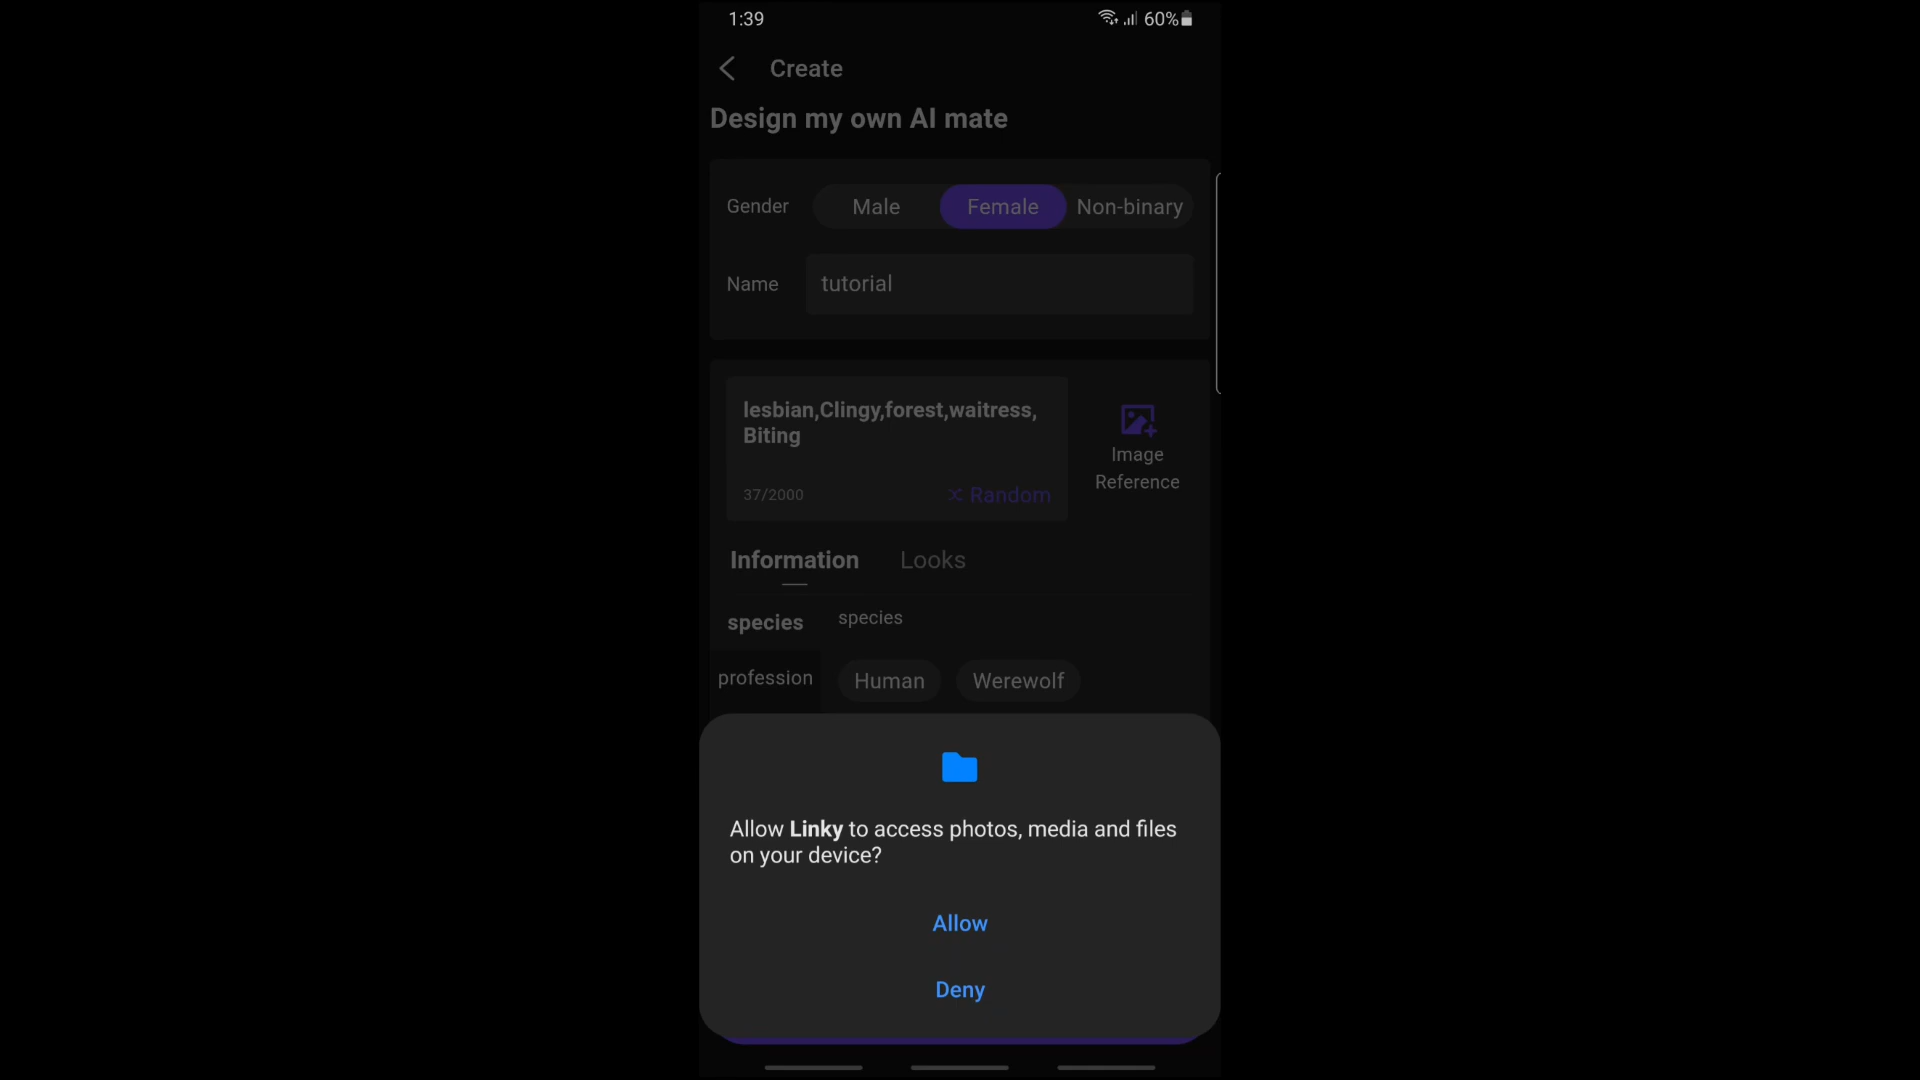 1:39
60%
Create
Design my own AI mate
Gender
Male
Female
Non-binary
Name
tutorial
lesbian,Clingy,forest,waitress,
Biting
37/2000
Random
Image
Reference
Information
Looks
species
species
profession
Human
Werewolf
Allow Linky to access photos, media and files
on your device?
Allow
Deny